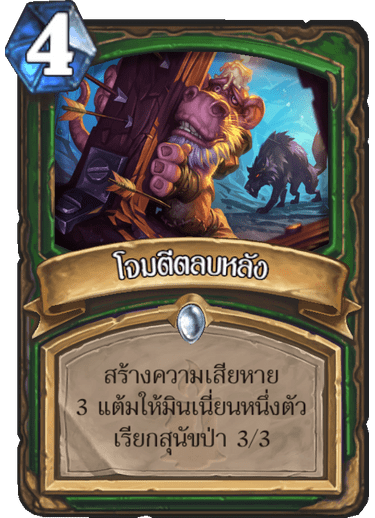 4
โจมตีตลบหลัง
สร้างความเสียหาย
3 แต้มให้มินเนี่ยนหนึ่งตัว
เรียกสุนัขป่า 3/3